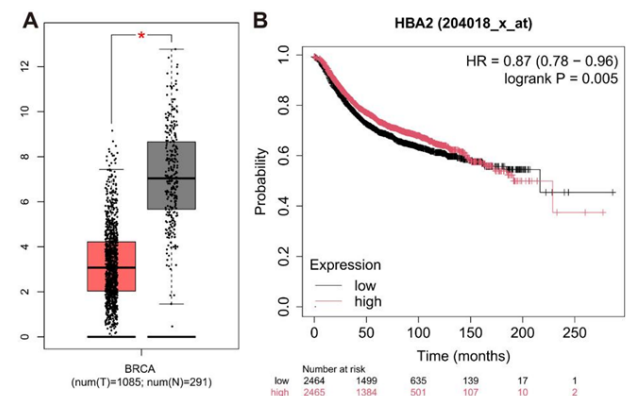 A
*
12
10
8
6
4
2
0
BRCA
(num(T)=1085; num(N)=291)
B
HBA2 (204018_x_at)
HR = 0.87 (0.78 − 0.96)
logrank P = 0.005
Probability
1.0
0.8
0.6
0.4
0.2
0.0
Expression
low
high
0 50 100 150 200 250
Time (months)
Number at risk
low 2464 1499 635 139 17 1
high 2465 1384 501 107 10 2